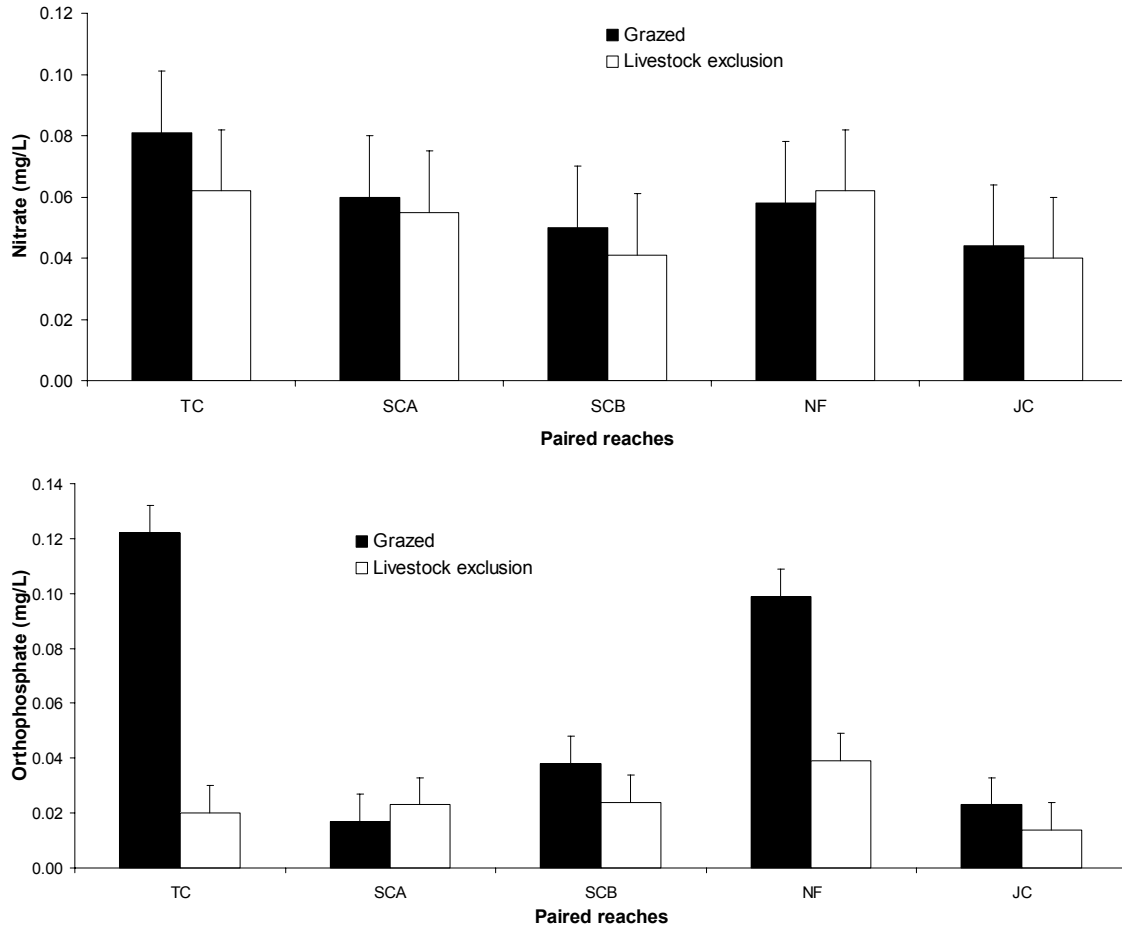 0.12
0.10
0.08
0.06
0.04
0.02
0.00
Nitrate (mg/L)
Grazed
Livestock exclusion
TC SCA SCB NF JC
Paired reaches
0.14
0.12
0.10
0.08
0.06
0.04
0.02
0.00
Orthophosphate (mg/L)
Grazed
Livestock exclusion
TC SCA SCB NF JC
Paired reaches